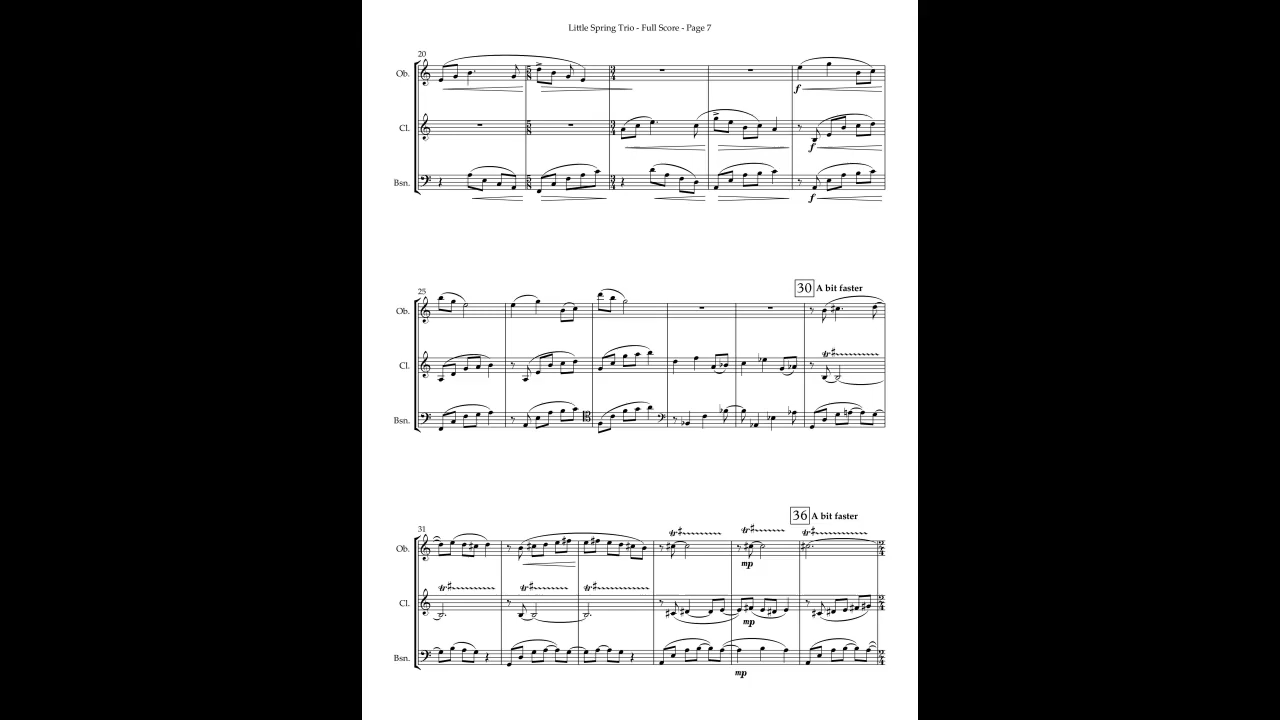 Little Spring Trio - Full Score - Page 7
20
Ob.
f
Cl.
f
Bsn.
f
25
30 A bit faster
Ob.
Cl.
Bsn.
31
36 A bit faster
Ob.
mp
Cl.
mp
Bsn.
mp